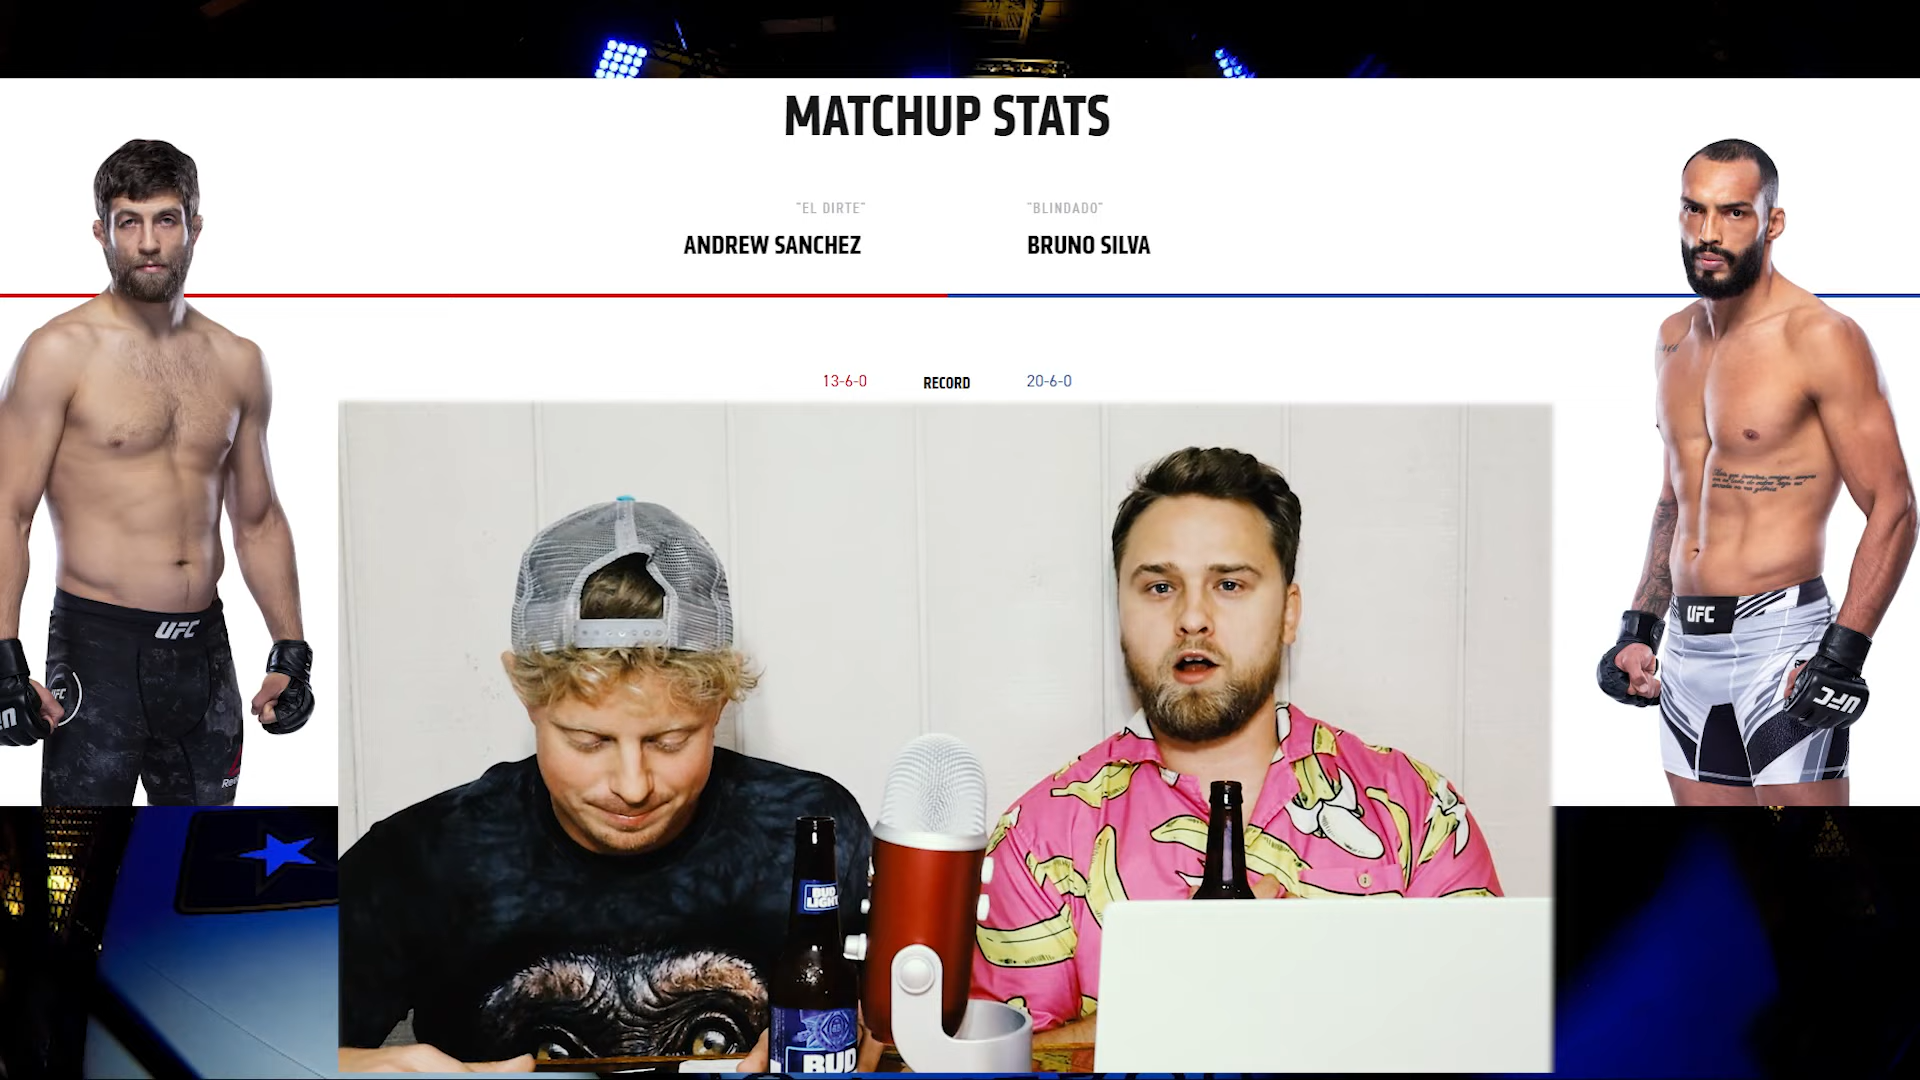 MATCHUP STATS
"EL DIRTE"
"BLINDADO"
ANDREW SANCHEZ
BRUNO SILVA
13-6-0
RECORD
20-6-0
UFC
UFC
UFC
UFC
BUD
LIGHT
BUD